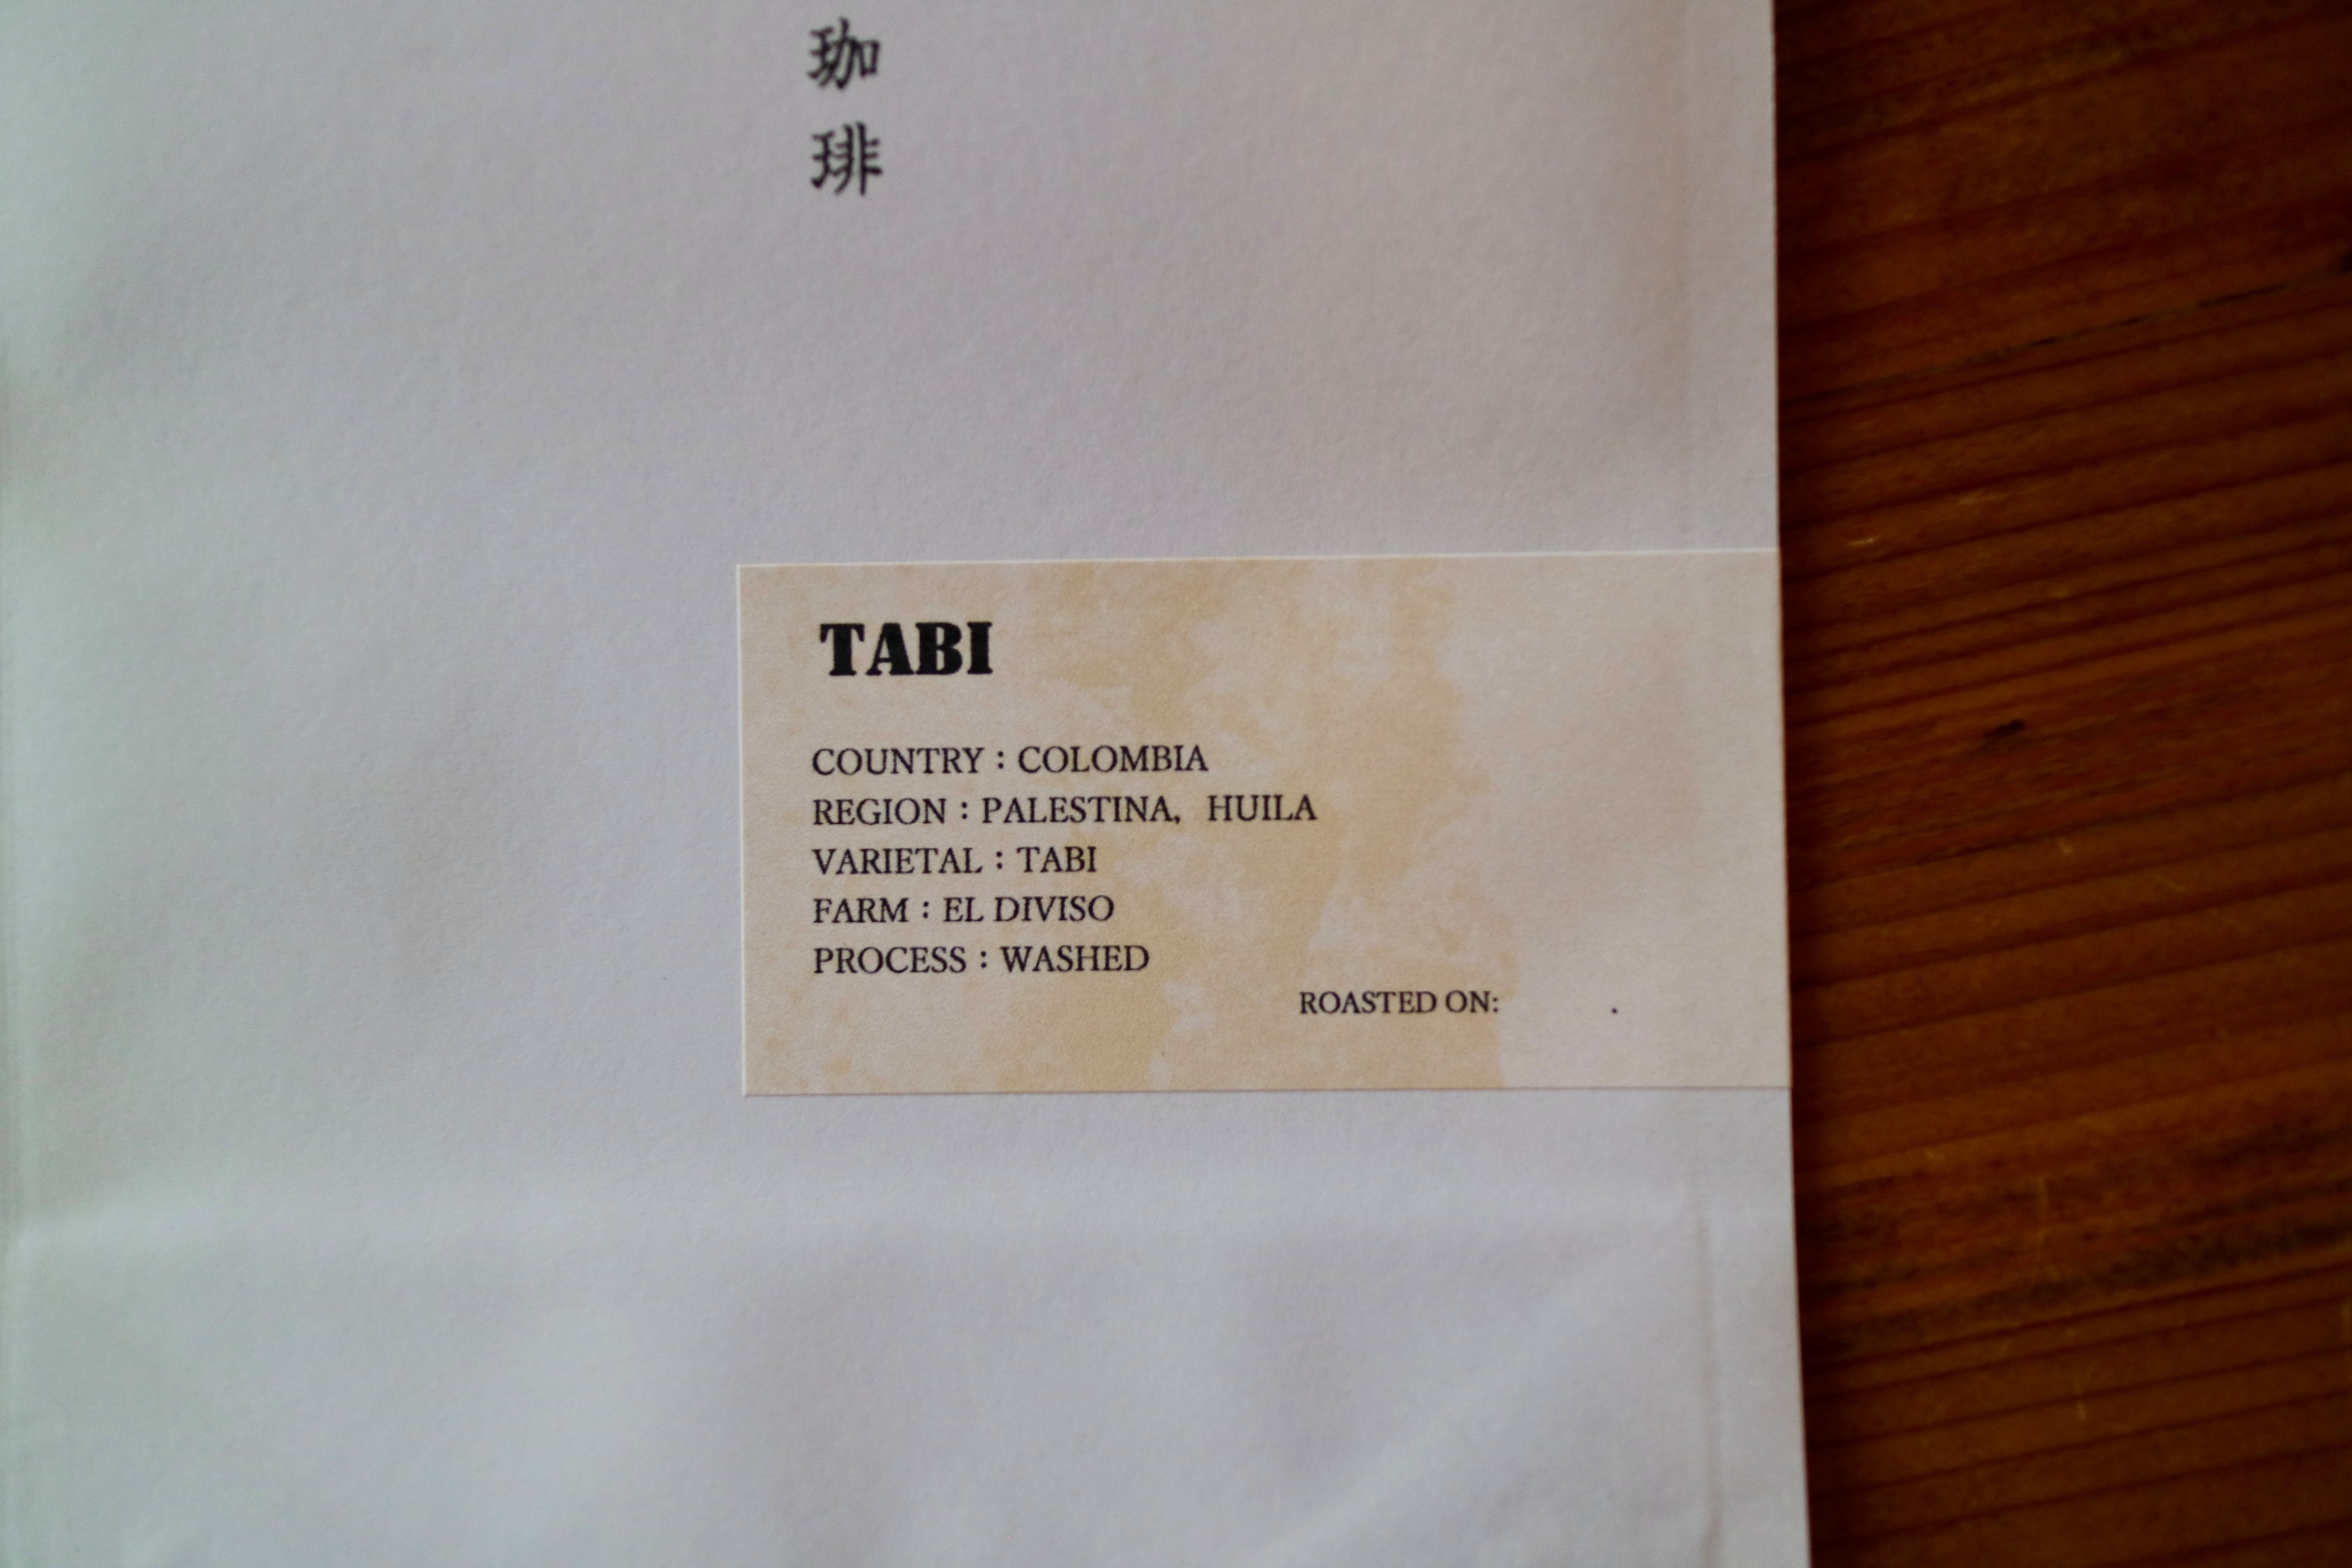 珈
琲
TABI
COUNTRY : COLOMBIA
REGION : PALESTINA, HUILA
VARIETAL : TABI
FARM : EL DIVISO
PROCESS : WASHED
ROASTED ON: .